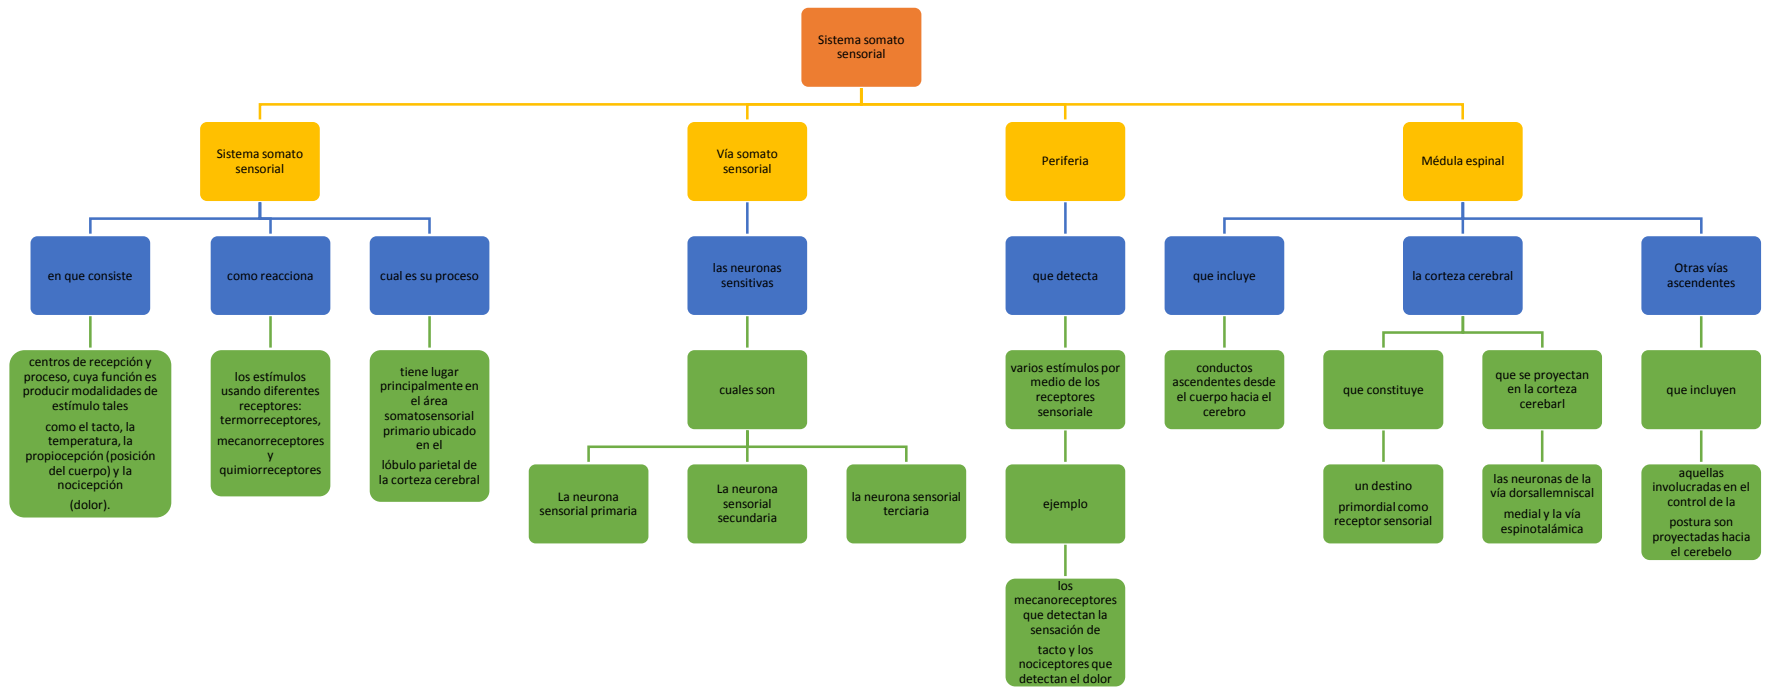 Sistema somato
sensorial
Sistema somato
sensorial
Vía somato
sensorial
Periferia
Médula espinal
en que consiste
como reacciona
cual es su proceso
las neuronas
sensitivas
que detecta
que incluye
la corteza cerebral
Otras vías
ascendentes
centros de recepción y
proceso, cuya función es
producir modalidades de
estímulo tales
como el tacto, la
temperatura, la
propiocepción (posición
del cuerpo) y la
nocicepción
(dolor).
los estímulos
usando diferentes
receptores:
termorreceptores,
mecanorreceptores
y
quimiorreceptores
tiene lugar
principalmente en
el área
somatosensorial
primario ubicado
en el
lóbulo parietal de
la corteza cerebral
cuales son
varios estímulos por
medio de los
receptores
sensoriale
conductos
ascendentes desde
el cuerpo hacia el
cerebro
que constituye
que se proyectan
en la corteza
cerebarl
que incluyen
La neurona
sensorial primaria
La neurona
sensorial
secundaria
la neurona sensorial
terciaria
ejemplo
un destino
primordial como
receptor sensorial
las neuronas de la
vía dorsallemniscal
medial y la vía
espinotalámica
aquellas
involucradas en el
control de la
postura son
proyectadas hacia
el cerebelo
los
mecanoreceptores
que detectan la
sensación de
tacto y los
nociceptores que
detectan el dolor